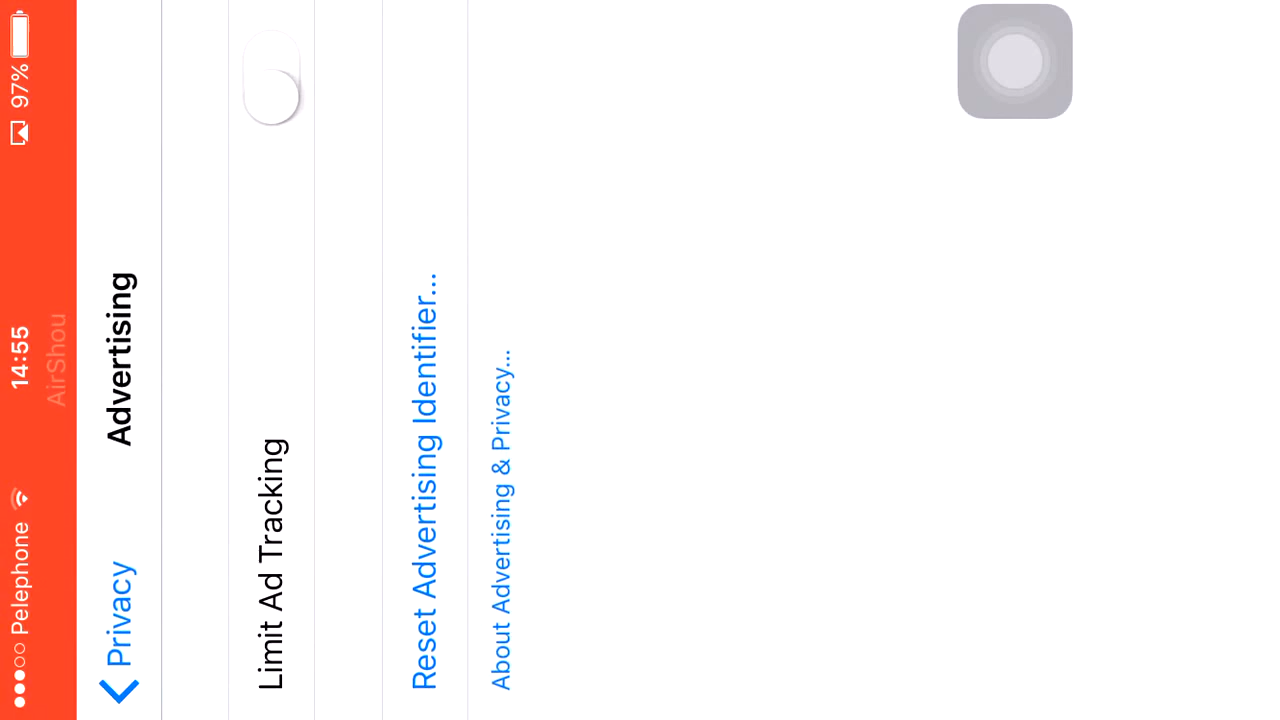 ●●●○○ Pelephone 14:55 97%
AirShou
Privacy Advertising
Limit Ad Tracking
Reset Advertising Identifier...
About Advertising & Privacy...